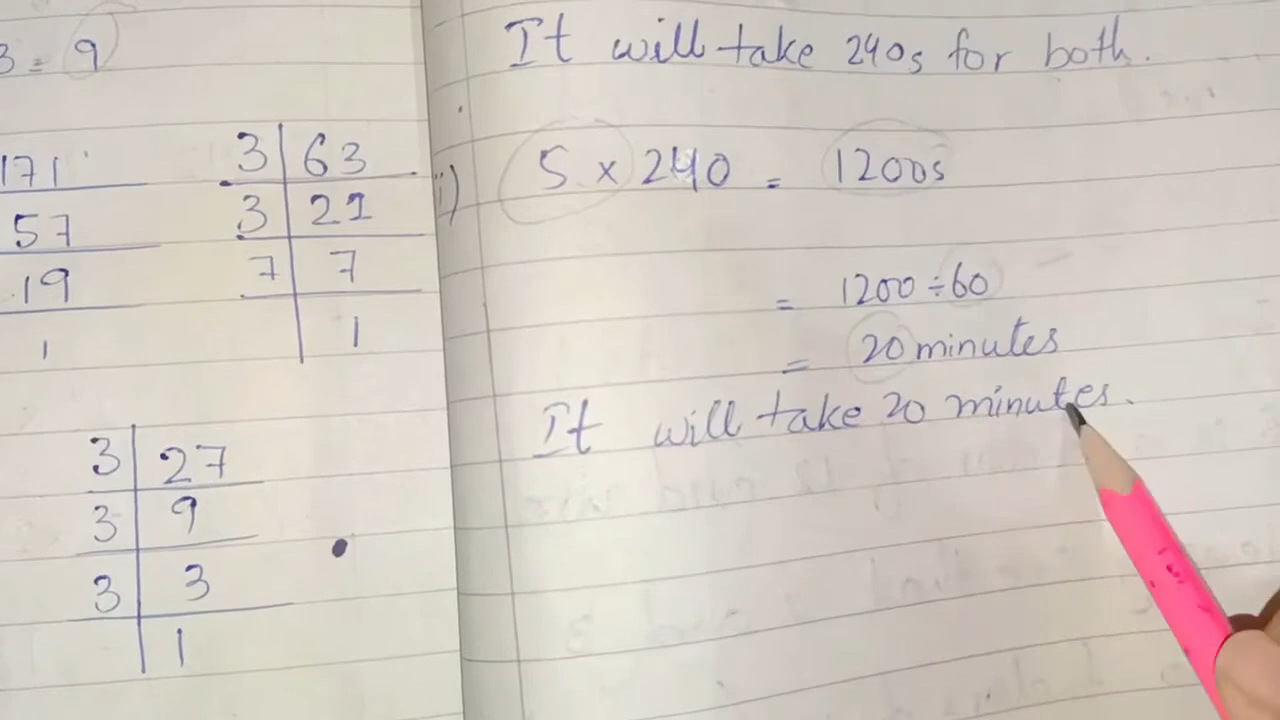 3 = 9
171
57
19
1
3 63
3 21
7 7
1
3 27
3 9
3 3
1
It will take 240s for both.
ii) 5 x 240 = 1200s
= 1200 ÷ 60
= 20 minutes
It will take 20 minutes.